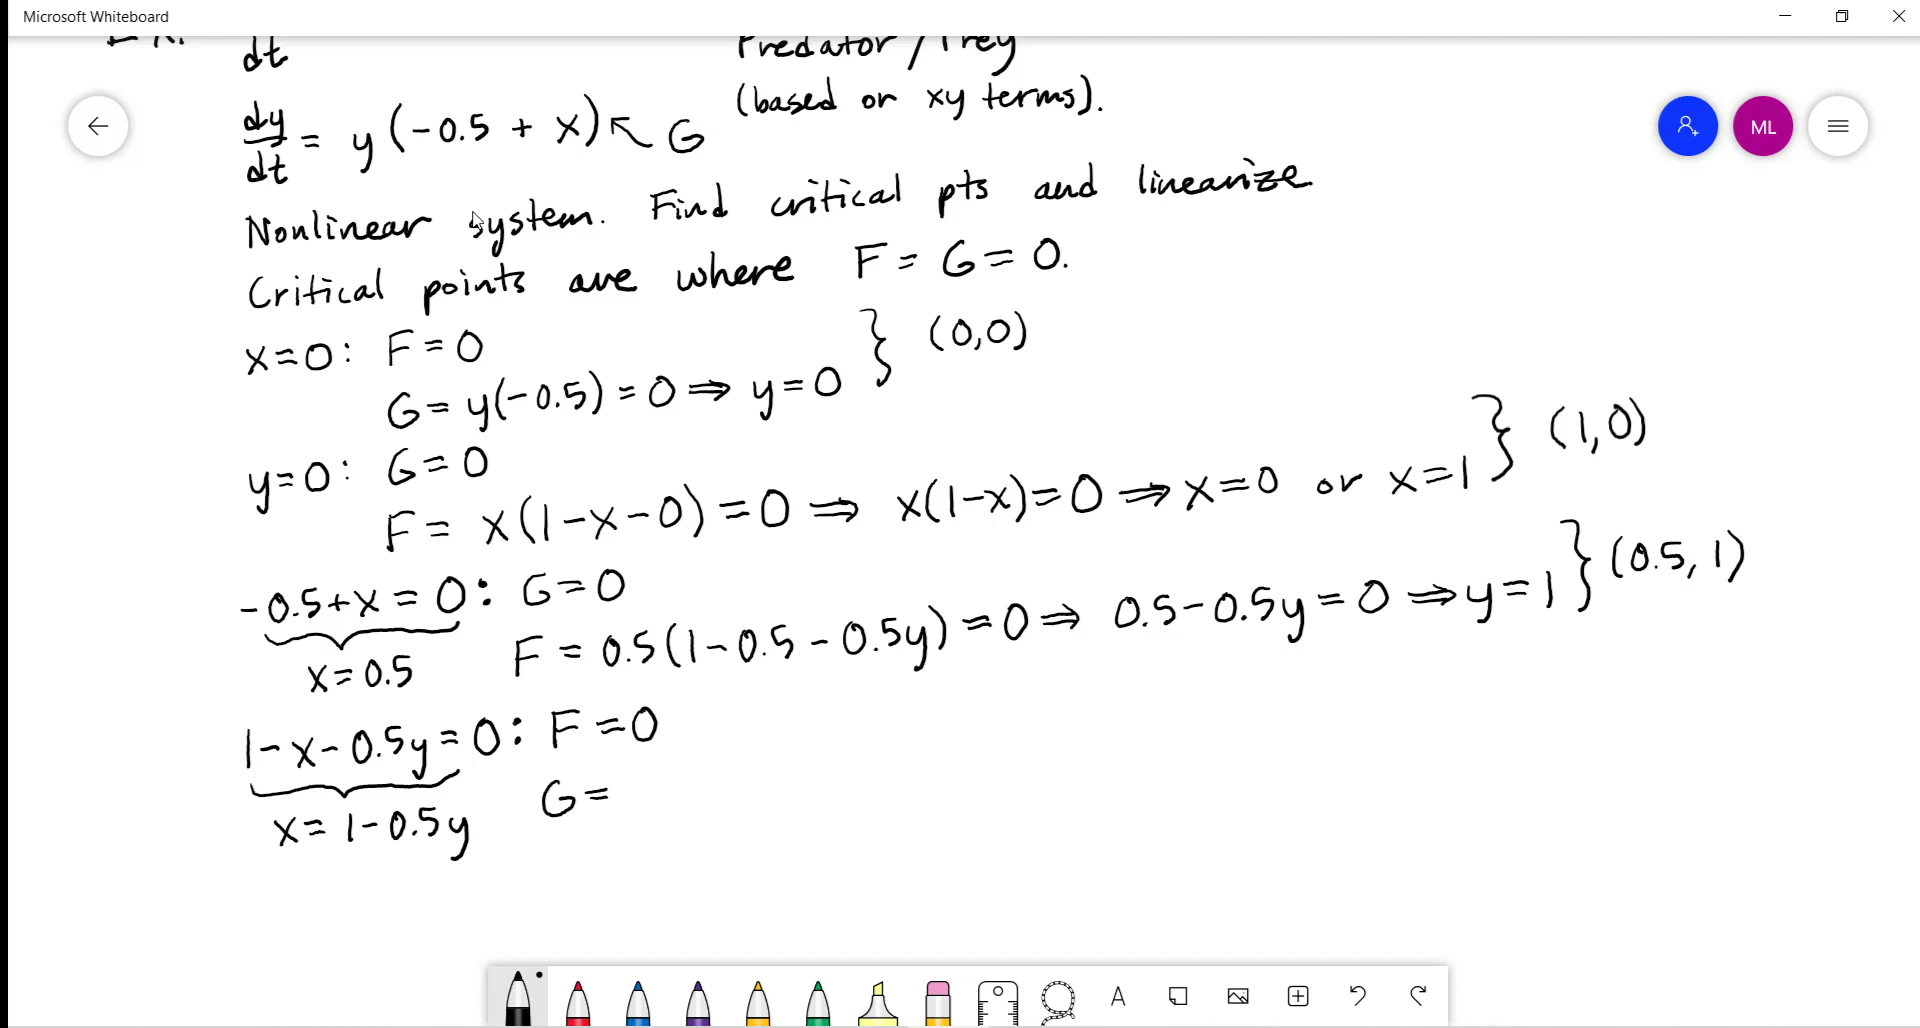 Microsoft Whiteboard
Ex:
dt
Predator/Prey
(based on xy terms).
dy/dt = y(-0.5 + x) ↖ G
ML
Nonlinear system. Find critical pts and linearize
Critical points are where F = G = 0.
x=0: F=0
G= y(-0.5) = 0 ⇒ y=0 } (0,0)
y=0: G=0
F= x(1-x-0) = 0 ⇒ x(1-x)=0 ⇒ x=0 or x=1 } (1,0)
-0.5+x = 0: G=0
x=0.5 F = 0.5(1-0.5-0.5y) = 0 ⇒ 0.5-0.5y = 0 ⇒ y=1 } (0.5, 1)
1-x-0.5y=0: F=0
G=
x= 1-0.5y
A